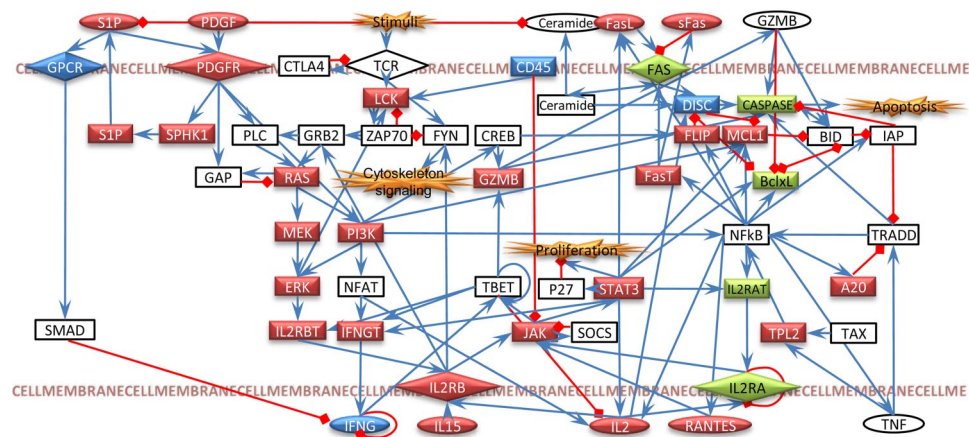 S1P PDGF Stimuli Ceramide FasL sFas GZMB
CELLMEMBRANECELLMEMBRANECELLMEMBRANECELLMEMBRANECELLMEMBRANECELLMEMBRANECELLMEMBRANECELLME
GPCR PDGFR CTLA4 TCR CD45 FAS
LCK Ceramide DISC CASPASE Apoptosis
S1P SPHK1 PLC GRB2 ZAP70 FYN CREB FLIP MCL1 BID IAP
GAP RAS Cytoskeleton GZMB FasT BclxL
signaling
MEK PI3K NFkB TRADD
Proliferation
ERK NFAT TBET P27 STAT3 IL2RAT A20
SMAD IL2RBT IFNGT JAK SOCS TPL2 TAX
CELLMEMBRANECELLMEMBRANECELLMEMBRANECELLMEMBRANECELLMEMBRANECELLMEMBRANECELLMEMBRANECELLME
IL2RB IL2RA
IFNG IL15 IL2 RANTES TNF